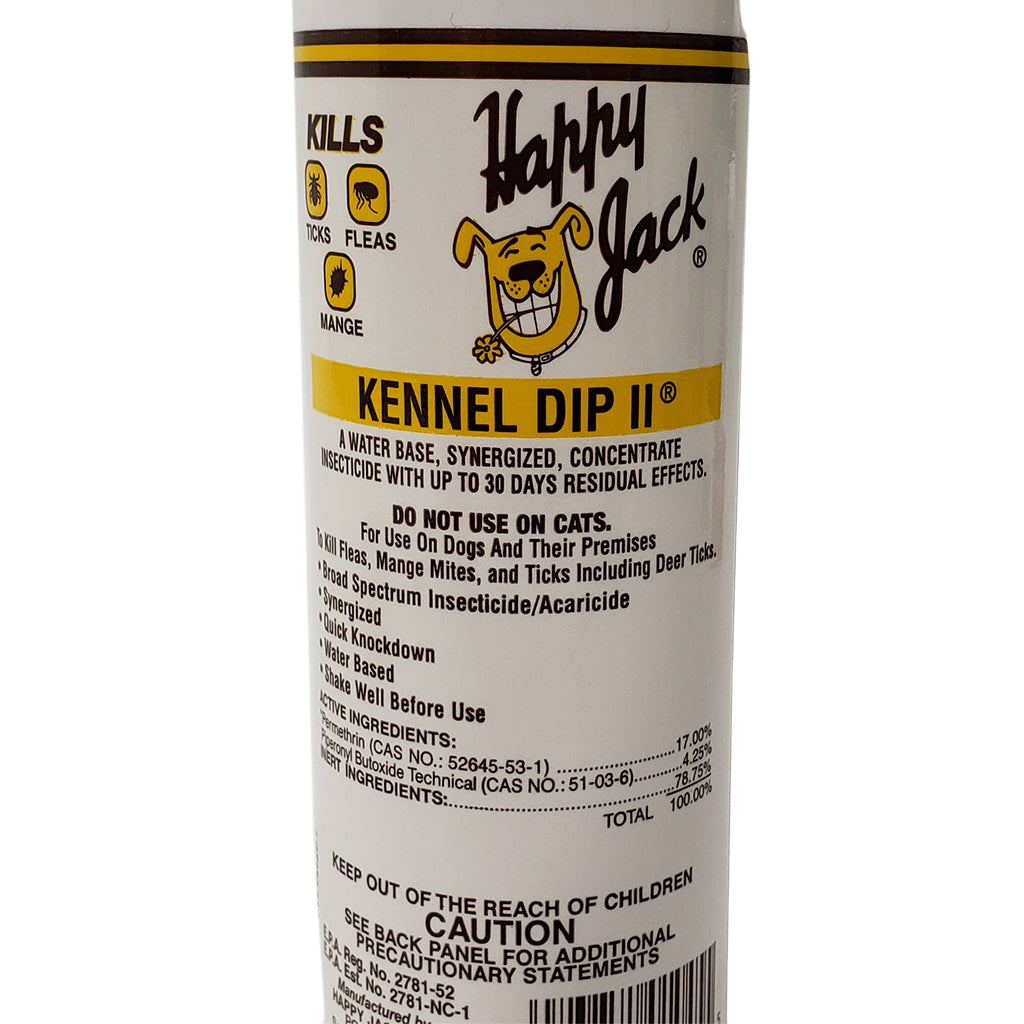 KILLS
TICKS FLEAS
MANGE
Happy
Jack®
KENNEL DIP II®
A WATER BASE, SYNERGIZED, CONCENTRATE
INSECTICIDE WITH UP TO 30 DAYS RESIDUAL EFFECTS.
DO NOT USE ON CATS.
For Use On Dogs And Their Premises
To Kill Fleas, Mange Mites, and Ticks Including Deer Ticks.
• Broad Spectrum Insecticide/Acaricide
• Synergized
• Quick Knockdown
• Water Based
• Shake Well Before Use
ACTIVE INGREDIENTS:
*Permethrin (CAS NO.: 52645-53-1) ....................17.00%
Piperonyl Butoxide Technical (CAS NO.: 51-03-6)..........4.25%
INERT INGREDIENTS:..............................................78.75%
TOTAL 100.00%
KEEP OUT OF THE REACH OF CHILDREN
CAUTION
SEE BACK PANEL FOR ADDITIONAL
PRECAUTIONARY STATEMENTS
E.P.A. Reg. No. 2781-52
E.P.A. Est. No. 2781-NC-1
Manufactured by
HAPPY